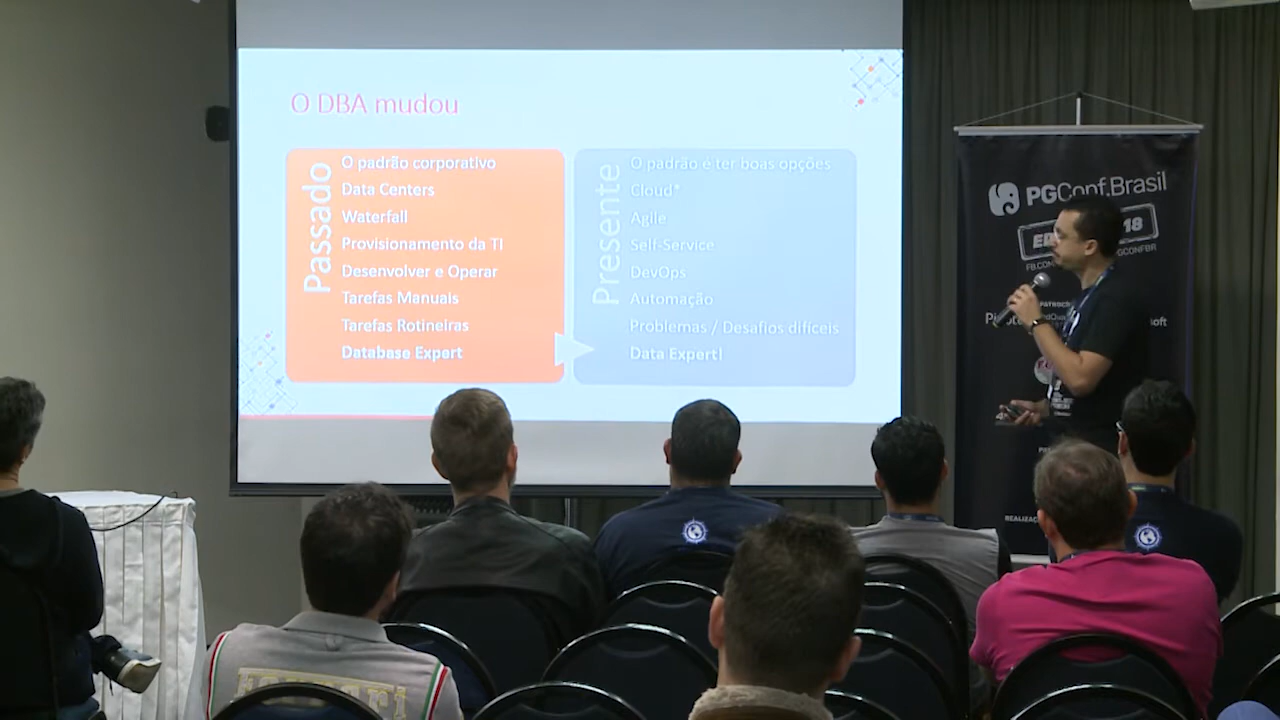 O DBA mudou
Passado
O padrão corporativo
Data Centers
Waterfall
Provisionamento da TI
Desenvolver e Operar
Tarefas Manuais
Tarefas Rotineiras
Database Expert
Presente
O padrão é ter boas opções
Cloud*
Agile
Self-Service
DevOps
Automação
Problemas / Desafios difíceis
Data Expert!
PGConf.Brasil
18